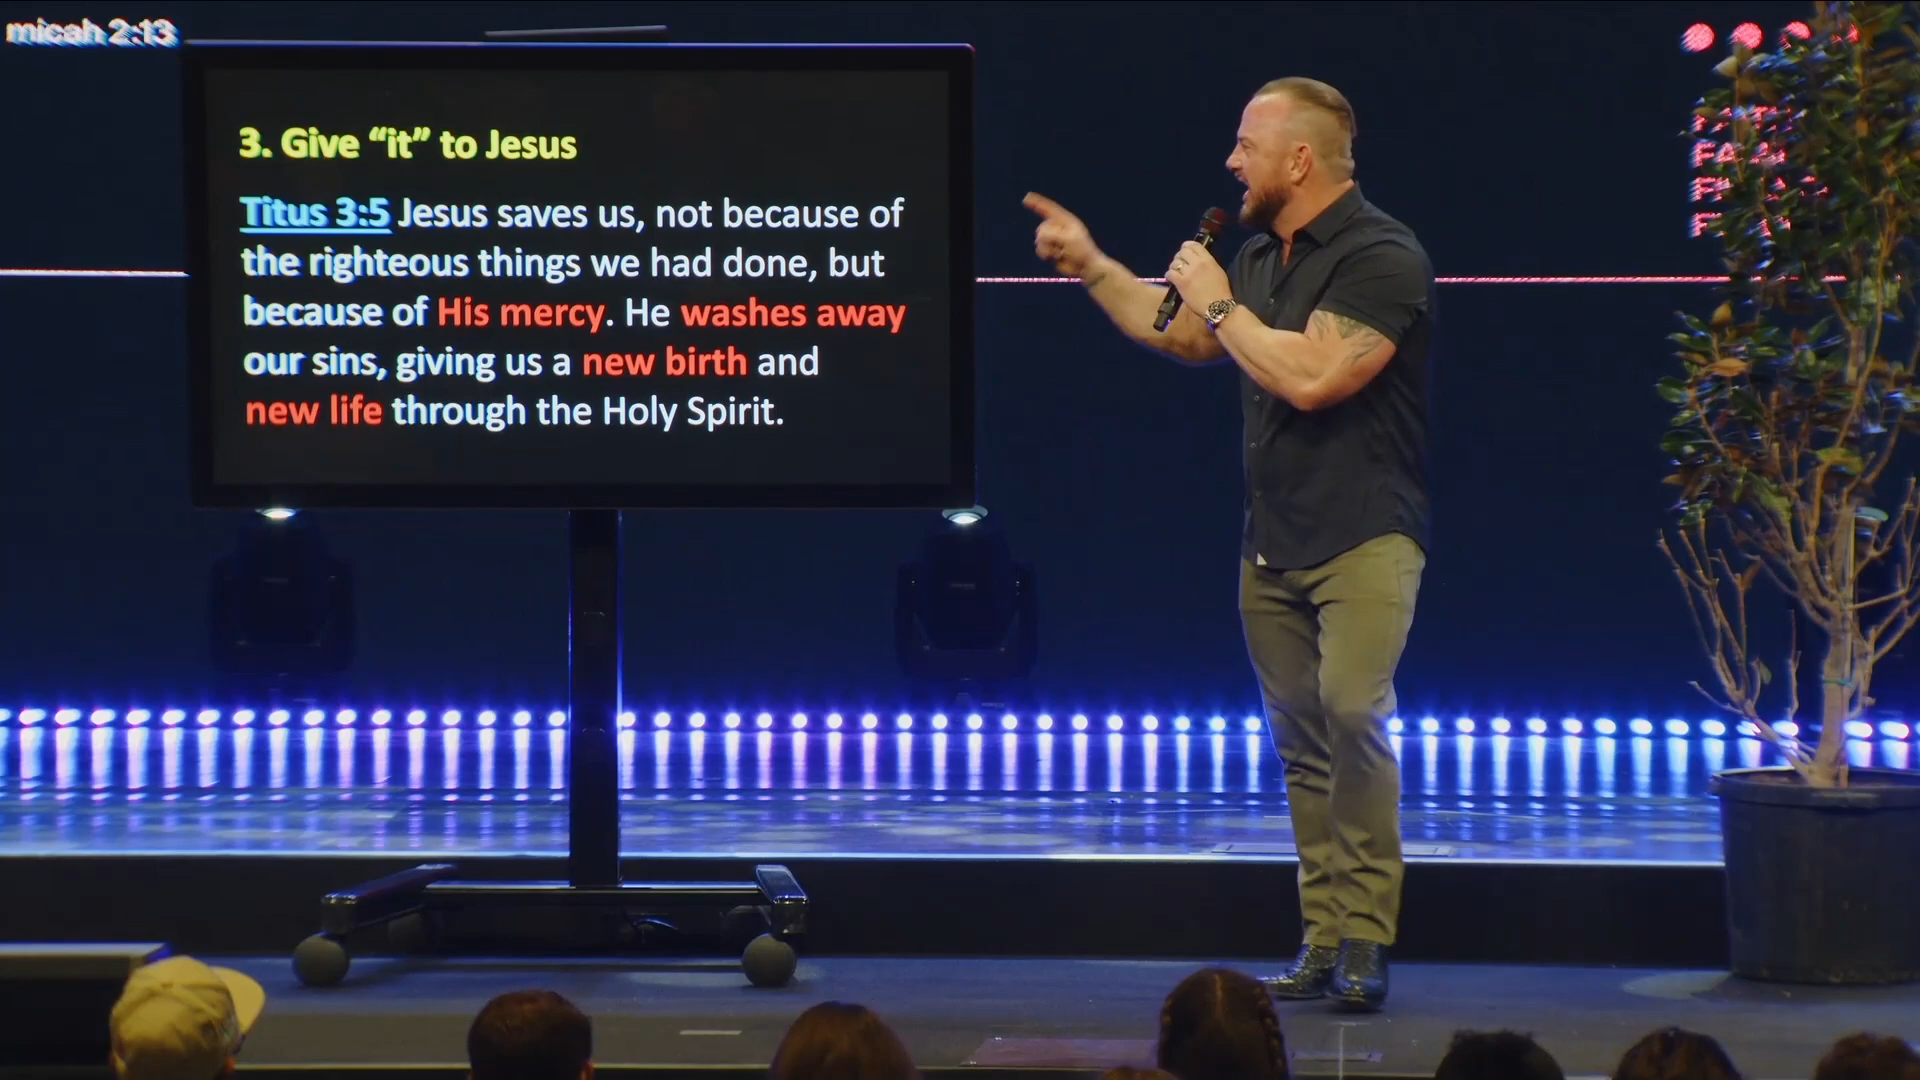 micah 2:13
3. Give “it” to Jesus
Titus 3:5 Jesus saves us, not because of
the righteous things we had done, but
because of His mercy. He washes away
our sins, giving us a new birth and
new life through the Holy Spirit.